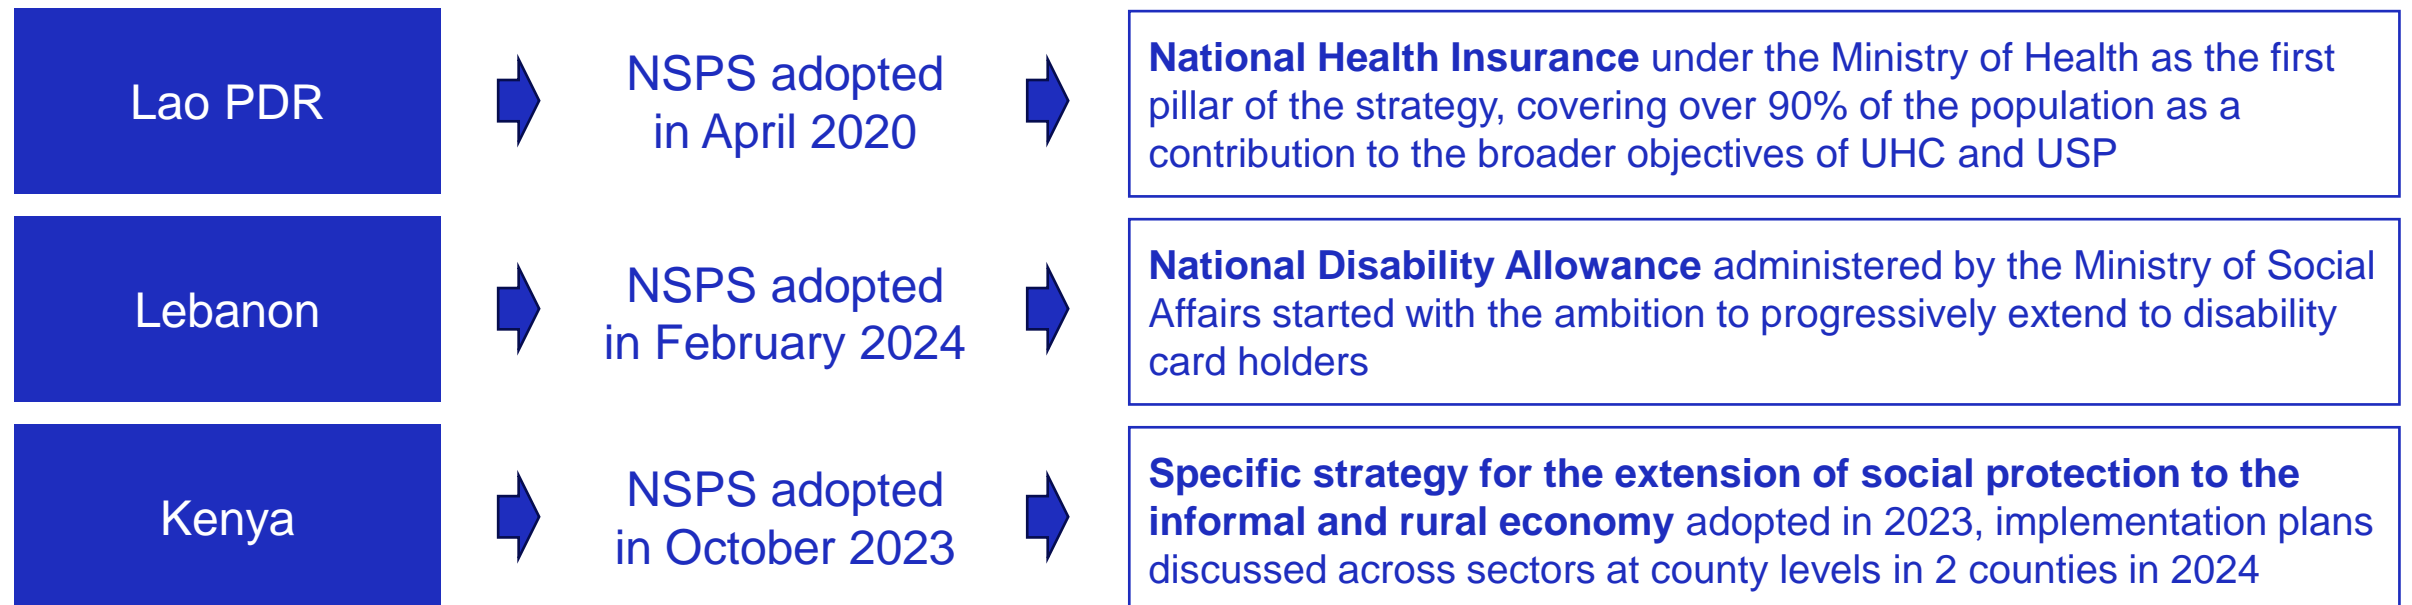 Lao PDR
NSPS adopted
in April 2020
National Health Insurance under the Ministry of Health as the first
pillar of the strategy, covering over 90% of the population as a
contribution to the broader objectives of UHC and USP
Lebanon
NSPS adopted
in February 2024
National Disability Allowance administered by the Ministry of Social
Affairs started with the ambition to progressively extend to disability
card holders
Kenya
NSPS adopted
in October 2023
Specific strategy for the extension of social protection to the
informal and rural economy adopted in 2023, implementation plans
discussed across sectors at county levels in 2 counties in 2024